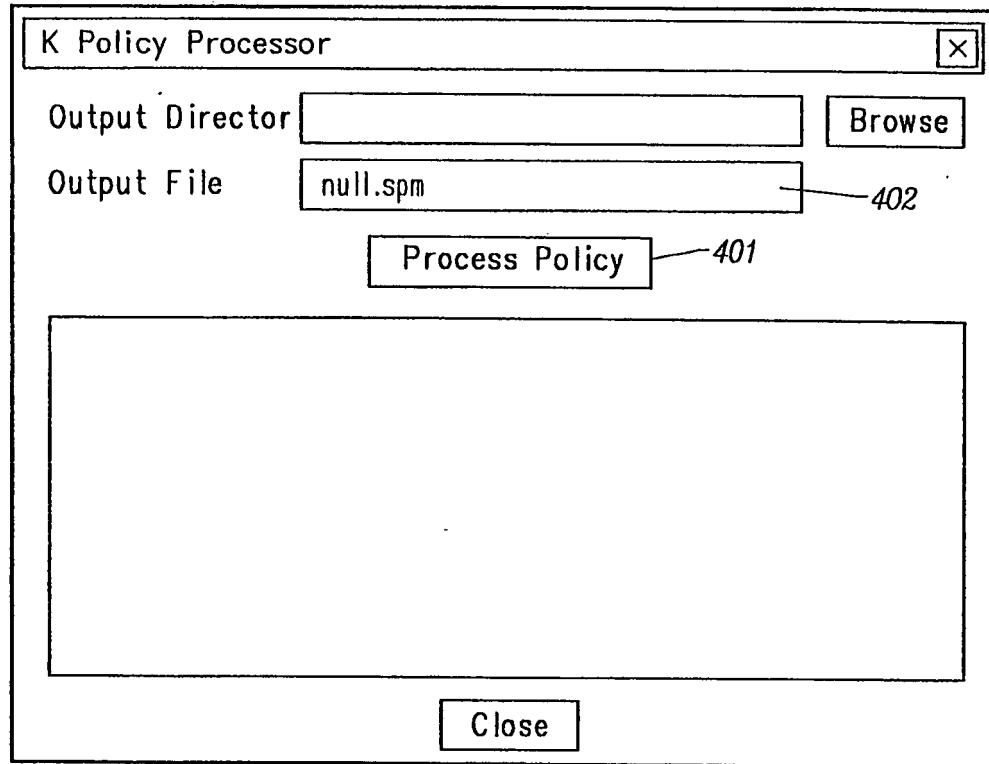 K Policy Processor ×
Output Director Browse
Output File null.spm 402
Process Policy 401
Close